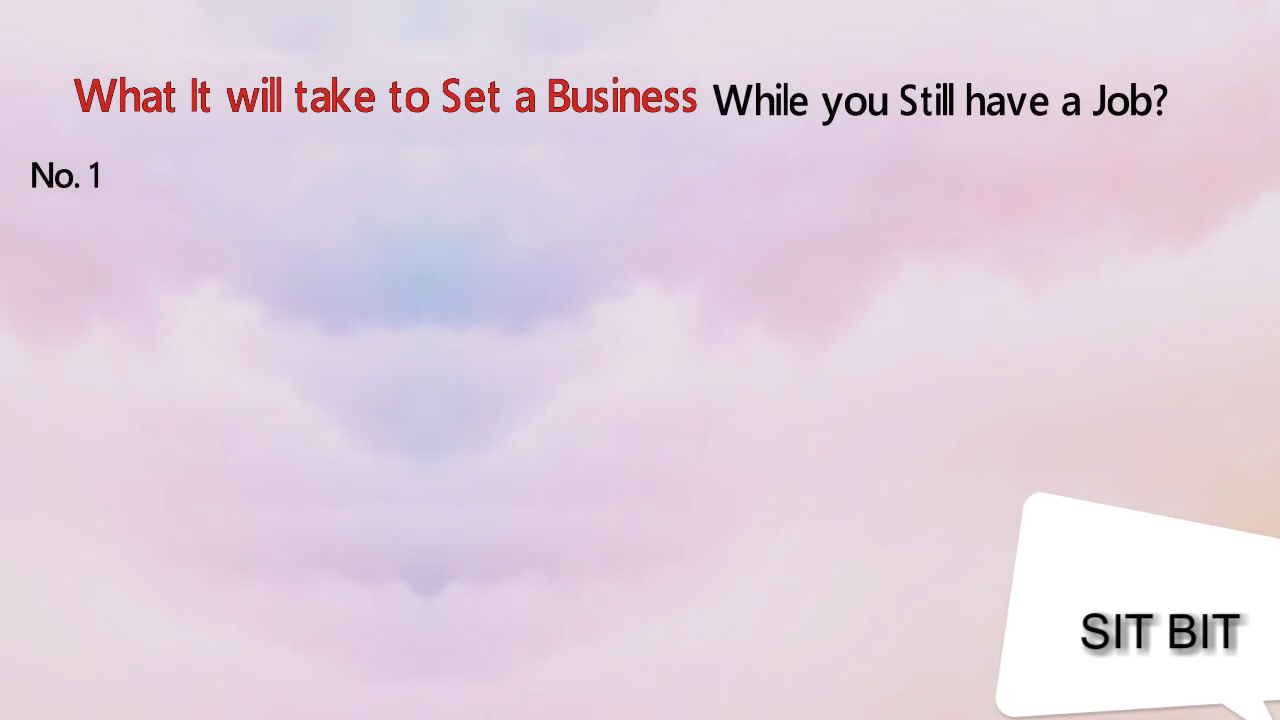 What It will take to Set a Business While you Still have a Job?
No. 1
SIT BIT